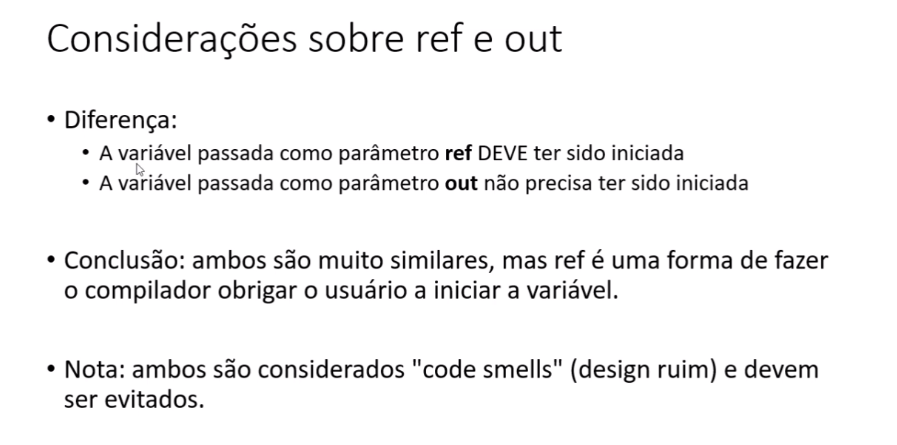 Considerações sobre ref e out
• Diferença:
• A variável passada como parâmetro ref DEVE ter sido iniciada
• A variável passada como parâmetro out não precisa ter sido iniciada
• Conclusão: ambos são muito similares, mas ref é uma forma de fazer
o compilador obrigar o usuário a iniciar a variável.
• Nota: ambos são considerados "code smells" (design ruim) e devem
ser evitados.